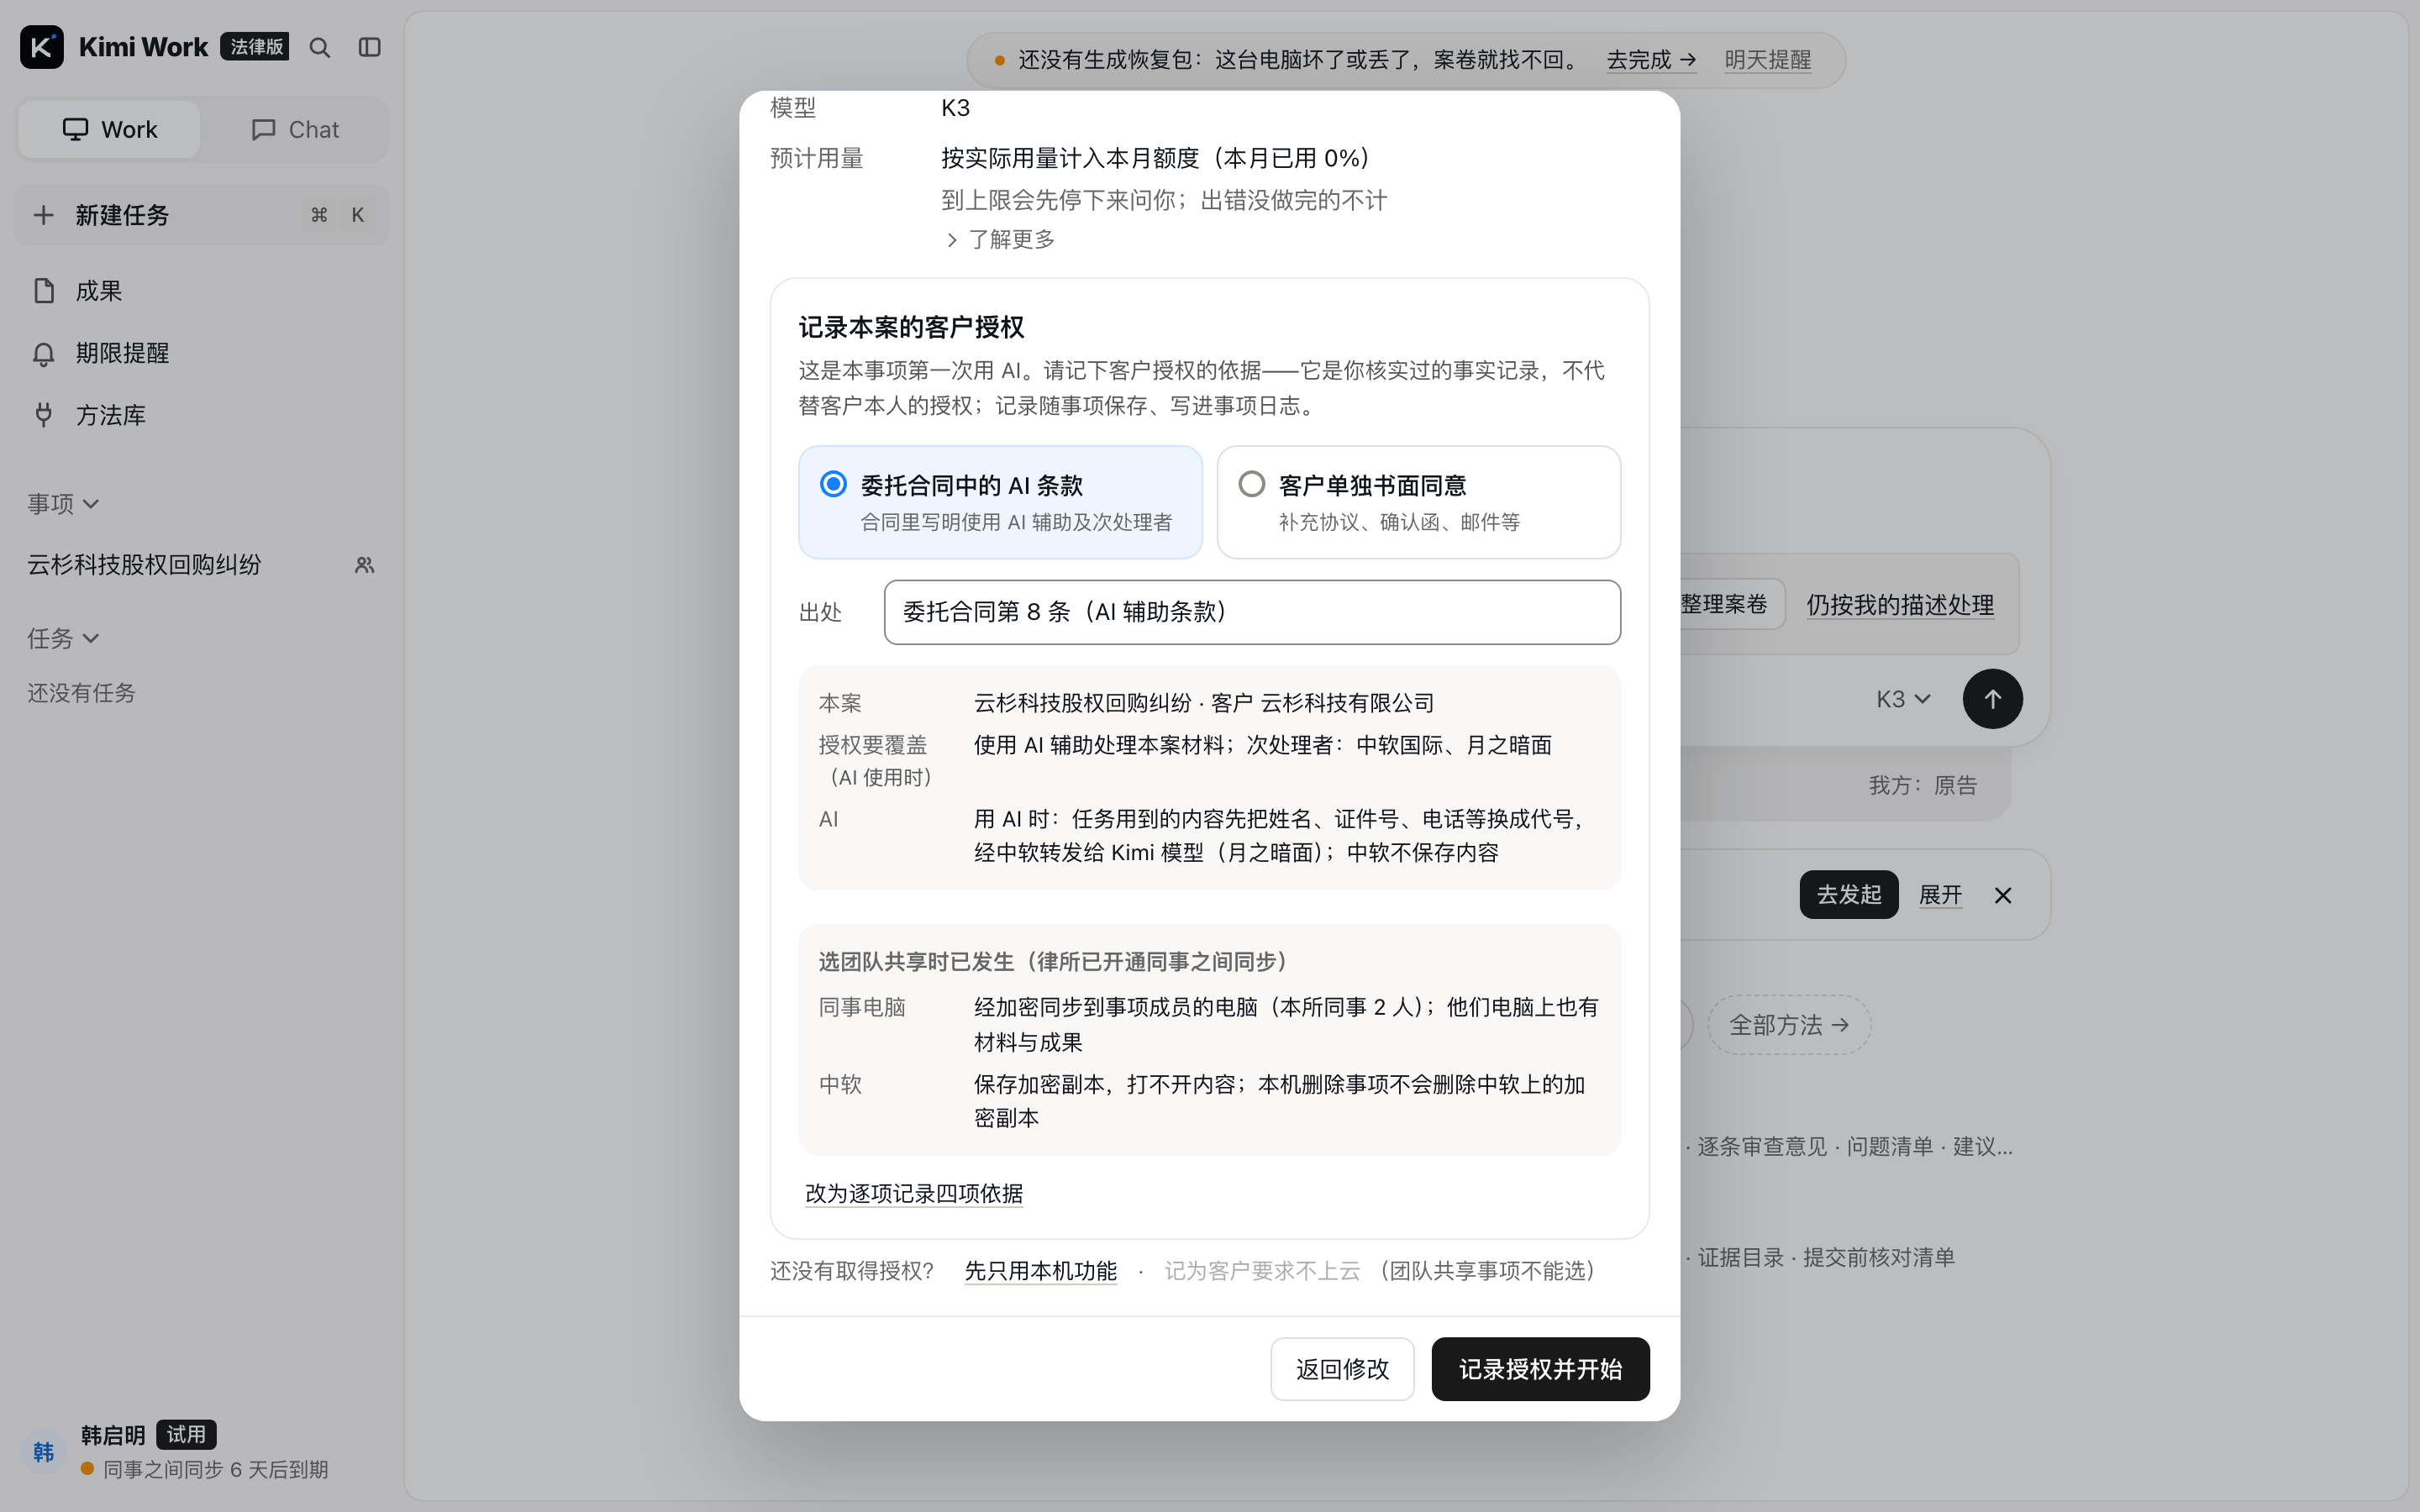 Kimi Work 法律版
Work
Chat
新建任务 ⌘ K
成果
期限提醒
方法库
事项
云杉科技股权回购纠纷
任务
还没有任务
韩
韩启明 试用
同事之间同步 6 天后到期
还没有生成恢复包：这台电脑坏了或丢了，案卷就找不回。 去完成 → 明天提醒
模型 K3
预计用量 按实际用量计入本月额度（本月已用 0%）
到上限会先停下来问你；出错没做完的不计
了解更多
记录本案的客户授权
这是本事项第一次用 AI。请记下客户授权的依据——它是你核实过的事实记录，不代
替客户本人的授权；记录随事项保存、写进事项日志。
委托合同中的 AI 条款
合同里写明使用 AI 辅助及次处理者
客户单独书面同意
补充协议、确认函、邮件等
出处 委托合同第 8 条（AI 辅助条款）
本案 云杉科技股权回购纠纷 · 客户 云杉科技有限公司
授权要覆盖 使用 AI 辅助处理本案材料；次处理者：中软国际、月之暗面
（AI 使用时）
AI 用 AI 时：任务用到的内容先把姓名、证件号、电话等换成代号，
经中软转发给 Kimi 模型（月之暗面）；中软不保存内容
选团队共享时已发生（律所已开通同事之间同步）
同事电脑 经加密同步到事项成员的电脑（本所同事 2 人）；他们电脑上也有
材料与成果
中软 保存加密副本，打不开内容；本机删除事项不会删除中软上的加
密副本
改为逐项记录四项依据
还没有取得授权？ 先只用本机功能 · 记为客户要求不上云 （团队共享事项不能选）
返回修改
记录授权并开始
整理案卷
仍按我的描述处理
K3
我方：原告
去发起 展开
全部方法 →
· 逐条审查意见 · 问题清单 · 建议...
· 证据目录 · 提交前核对清单